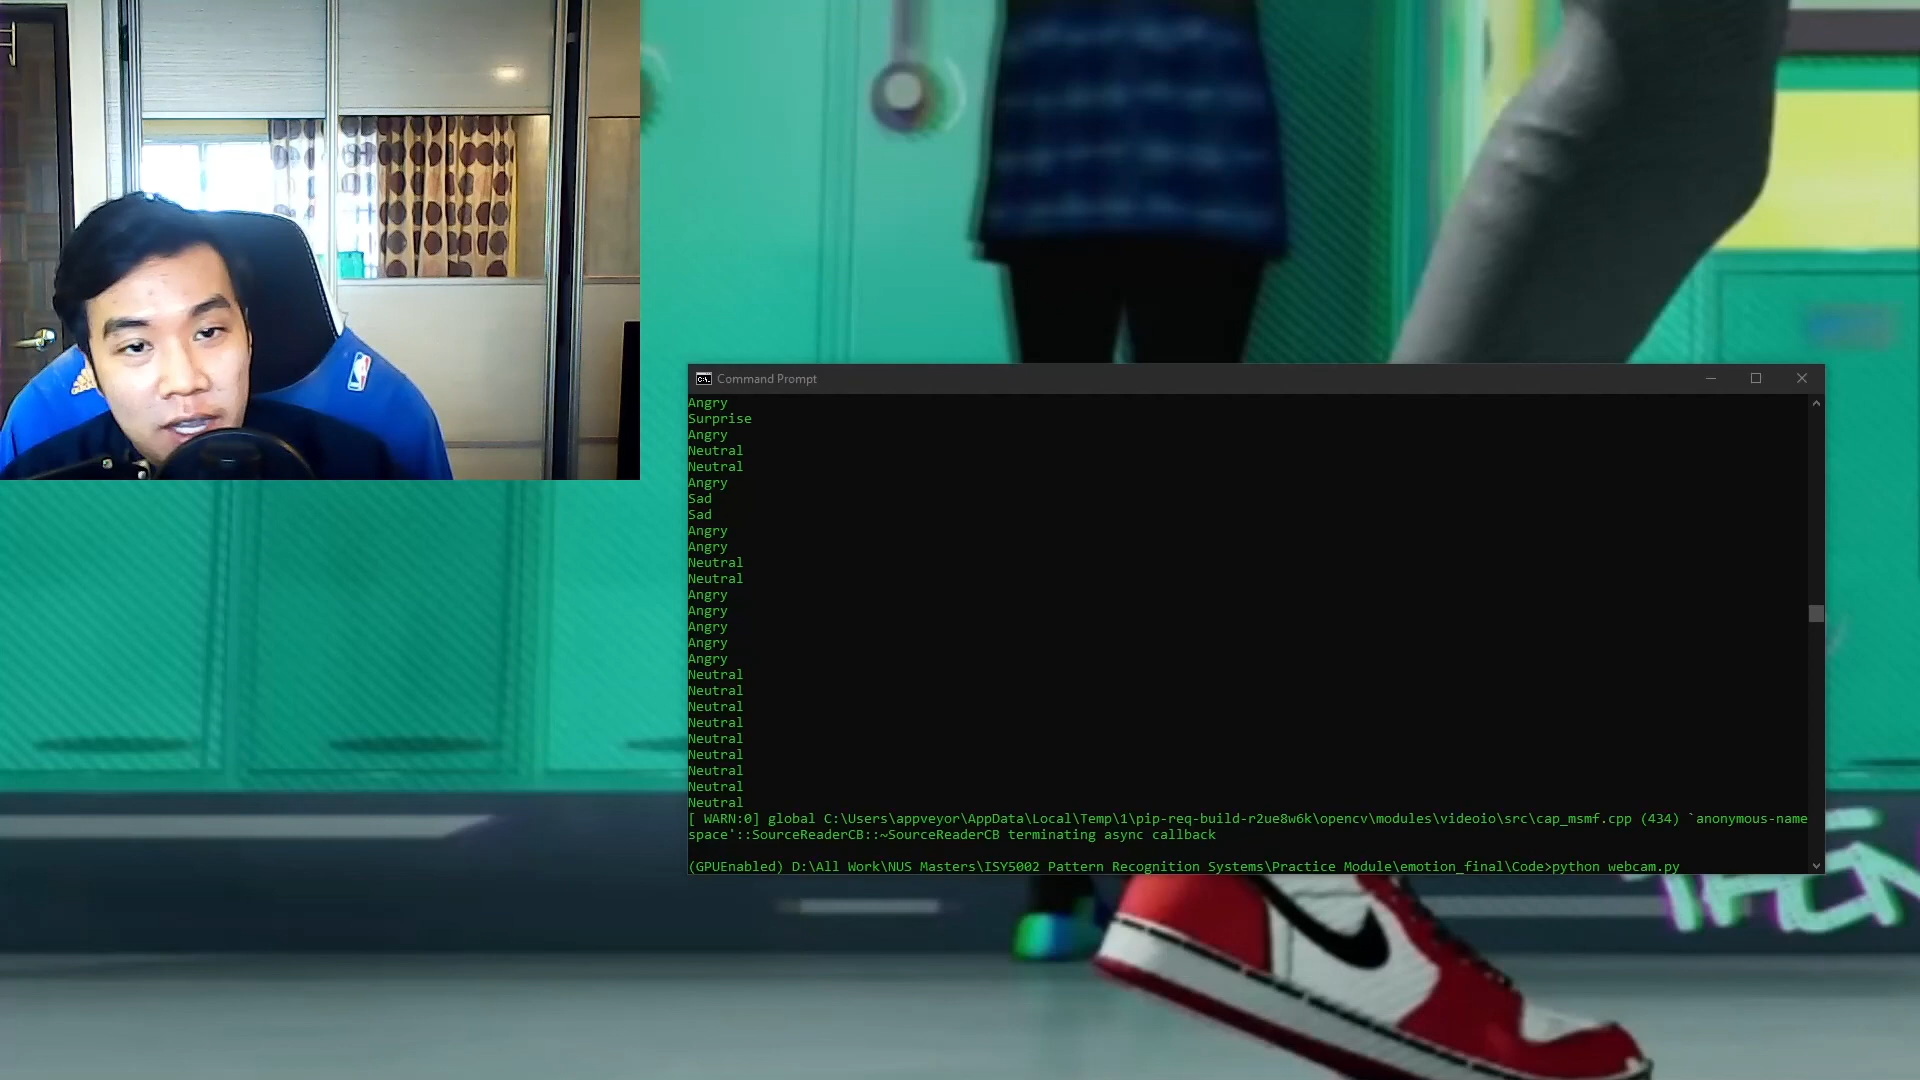 Command Prompt
Angry
Surprise
Angry
Neutral
Neutral
Angry
Sad
Sad
Angry
Angry
Neutral
Neutral
Angry
Angry
Angry
Angry
Angry
Neutral
Neutral
Neutral
Neutral
Neutral
Neutral
Neutral
Neutral
Neutral
[ WARN:0] global C:\Users\appveyor\AppData\Local\Temp\1\pip-req-build-r2ue8w6k\opencv\modules\videoio\src\cap_msmf.cpp (434) `anonymous-name
space'::SourceReaderCB::~SourceReaderCB terminating async callback
(GPUEnabled) D:\All Work\NUS Masters\ISY5002 Pattern Recognition Systems\Practice Module\emotion_final\Code>python webcam.py